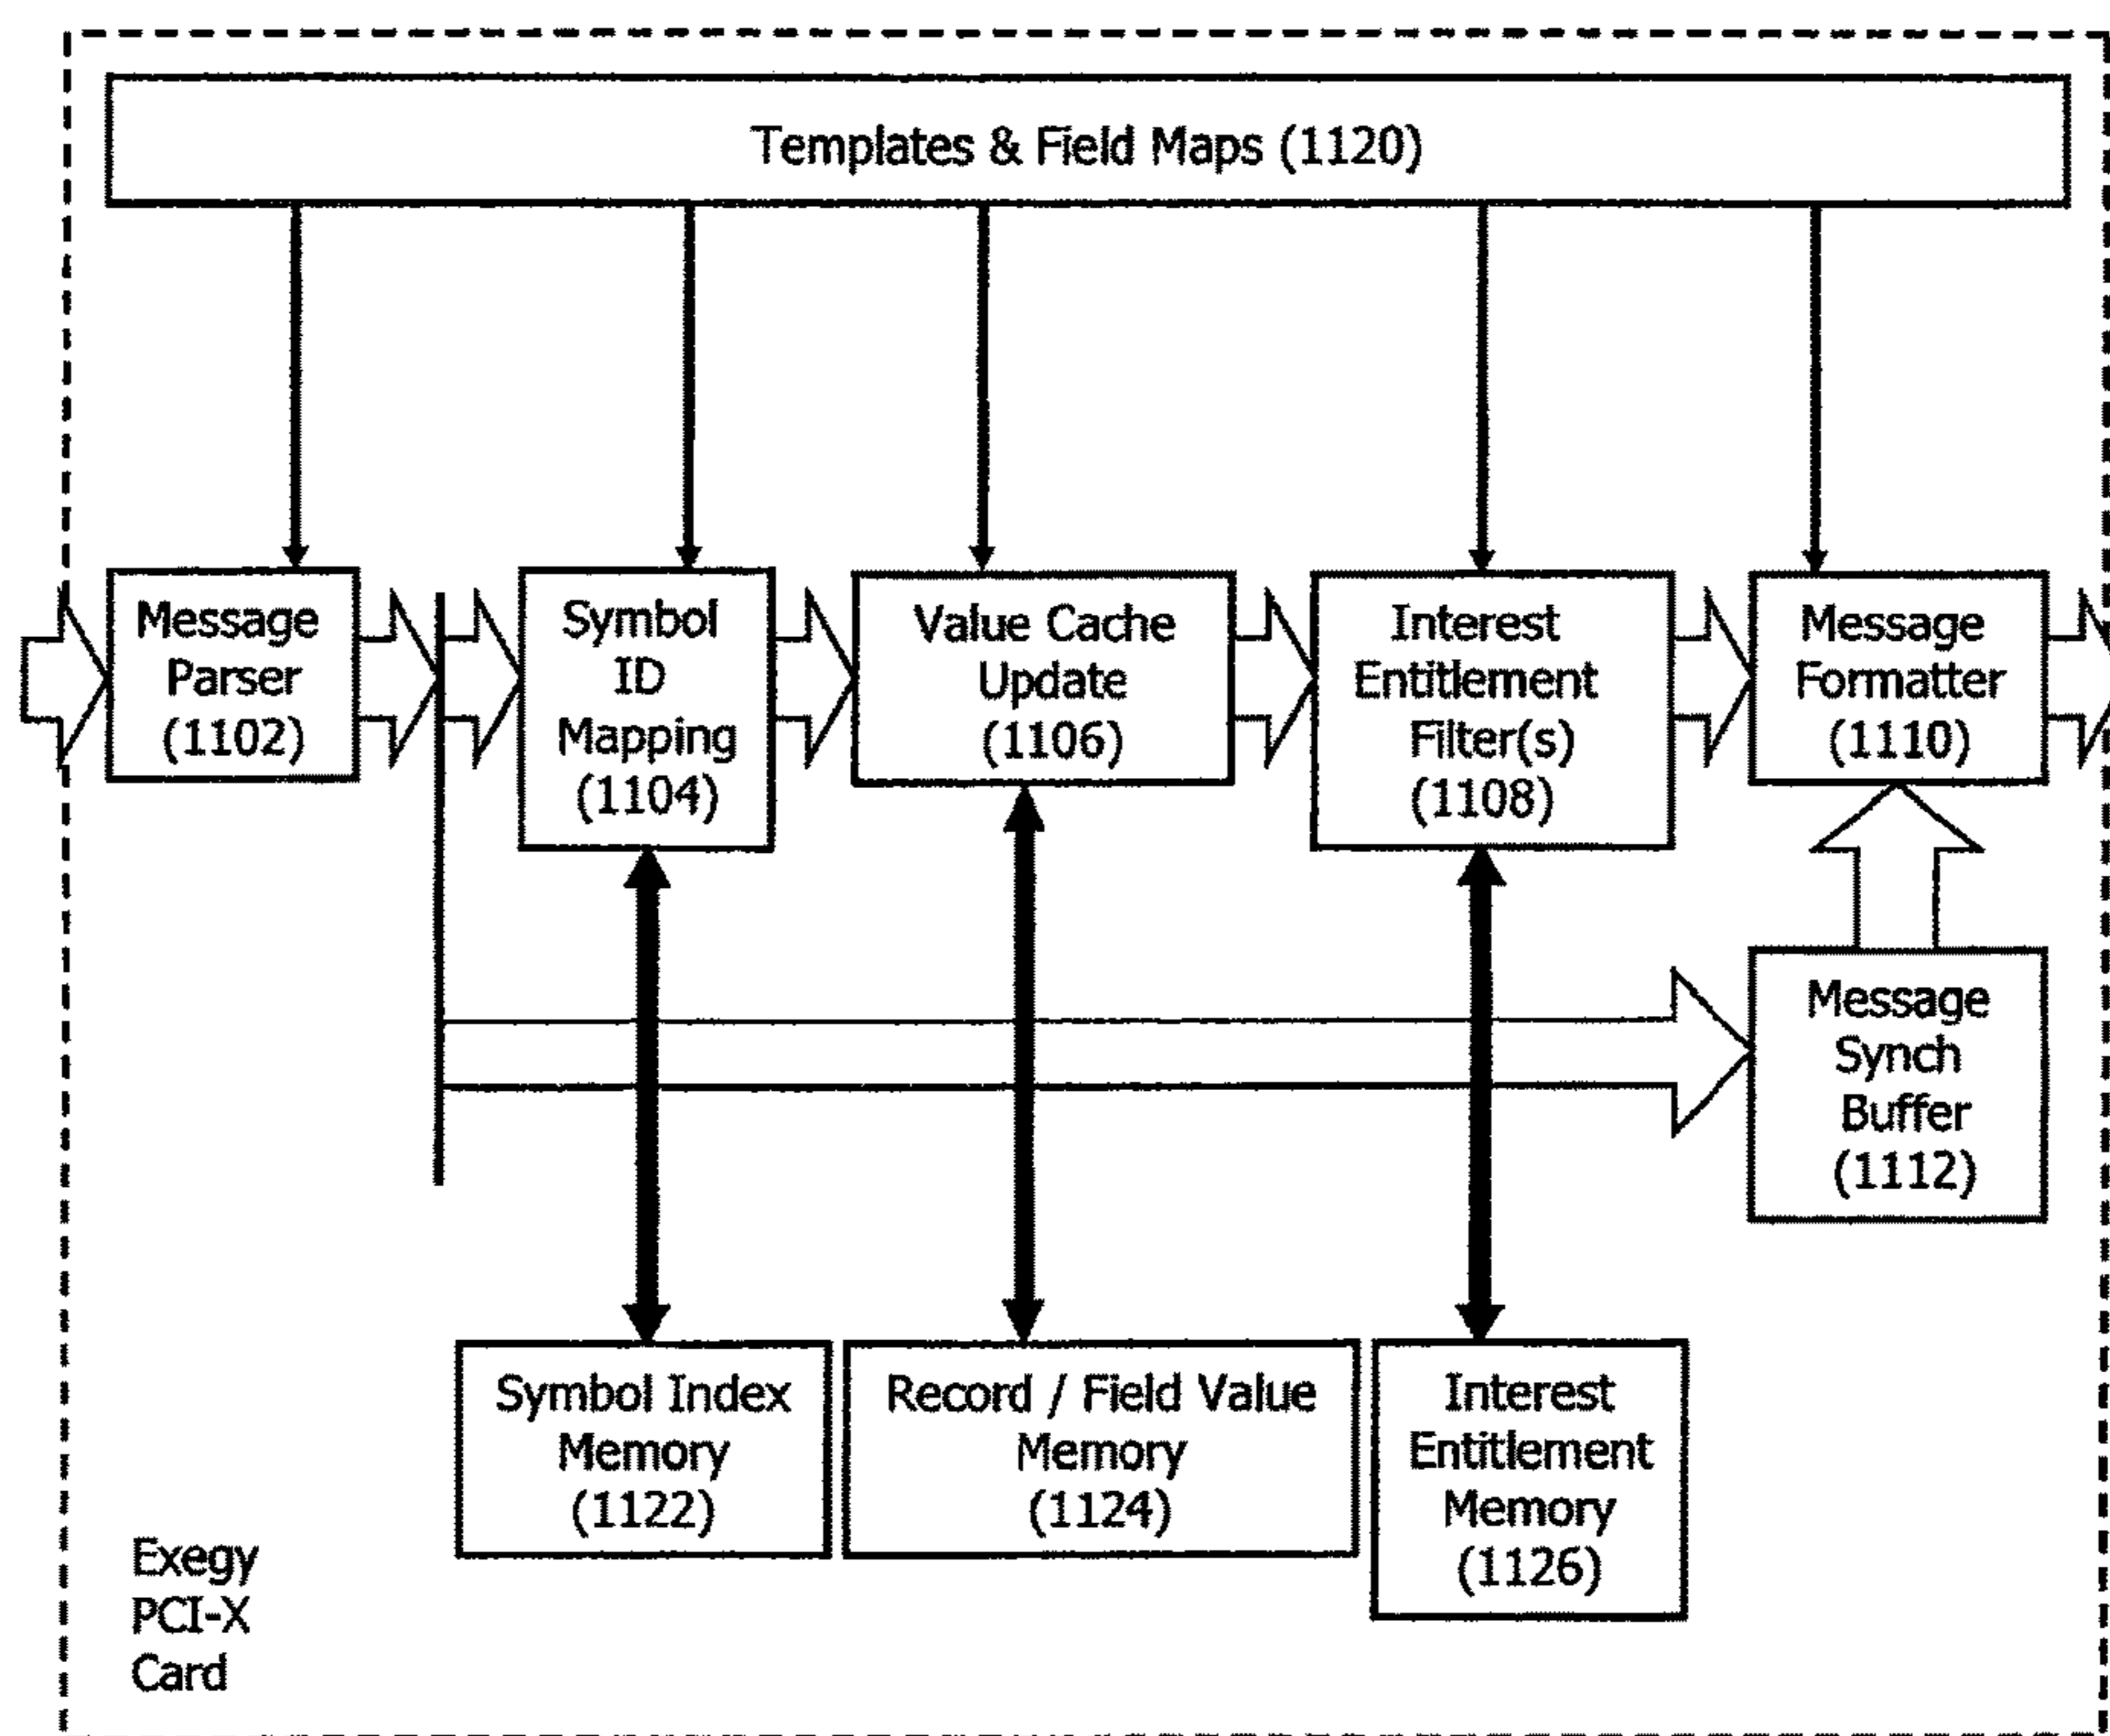 Templates & Field Maps (1120)
Message
Parser
(1102)
Symbol
ID
Mapping
(1104)
Value Cache
Update
(1106)
Interest
Entitlement
Filter(s)
(1108)
Message
Formatter
(1110)
Message
Synch
Buffer
(1112)
Symbol Index
Memory
(1122)
Record / Field Value
Memory
(1124)
Interest
Entitlement
Memory
(1126)
Exegy
PCI-X
Card